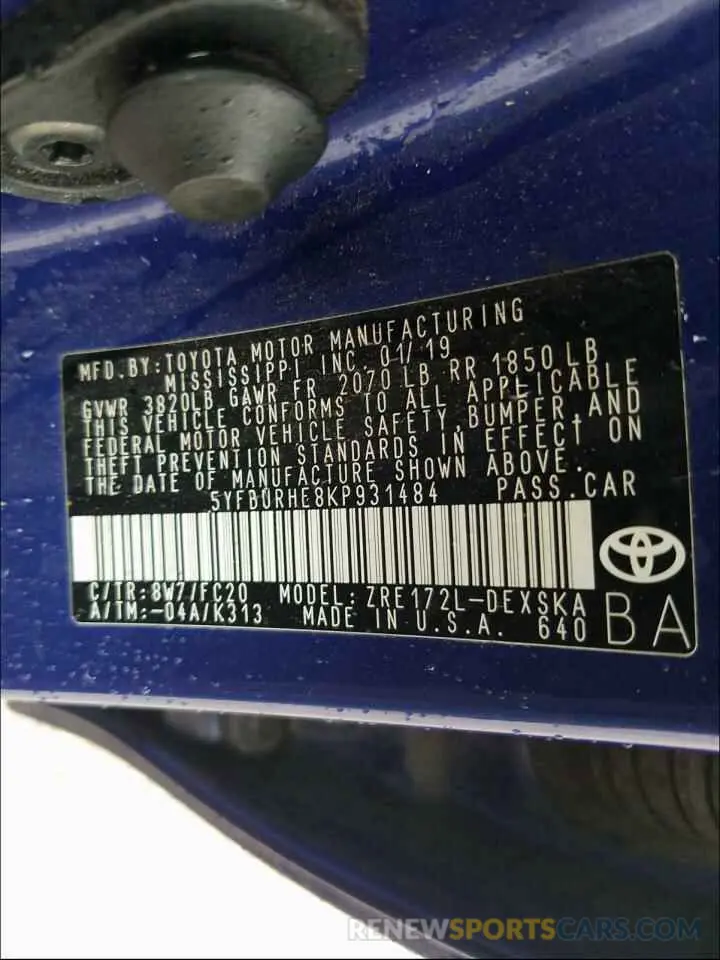 MFD.BY:TOYOTA MOTOR MANUFACTURING
MISSISSIPPI INC. 01/19
GVWR 3820LB GAWR FR 2070 LB RR 1850 LB
THIS VEHICLE CONFORMS TO ALL APPLICABLE
FEDERAL MOTOR VEHICLE SAFETY,BUMPER,AND
THEFT PREVENTION STANDARDS IN EFFECT ON
THE DATE OF MANUFACTURE SHOWN ABOVE.
5YFBURHE8KP931484 PASS.CAR
C/TR:8W7/FC20 MODEL:ZRE172L-DEXSKA
A/TM:-04A/K313 MADE IN U.S.A. 640
BA
RENEWSPORTSCARS.COM